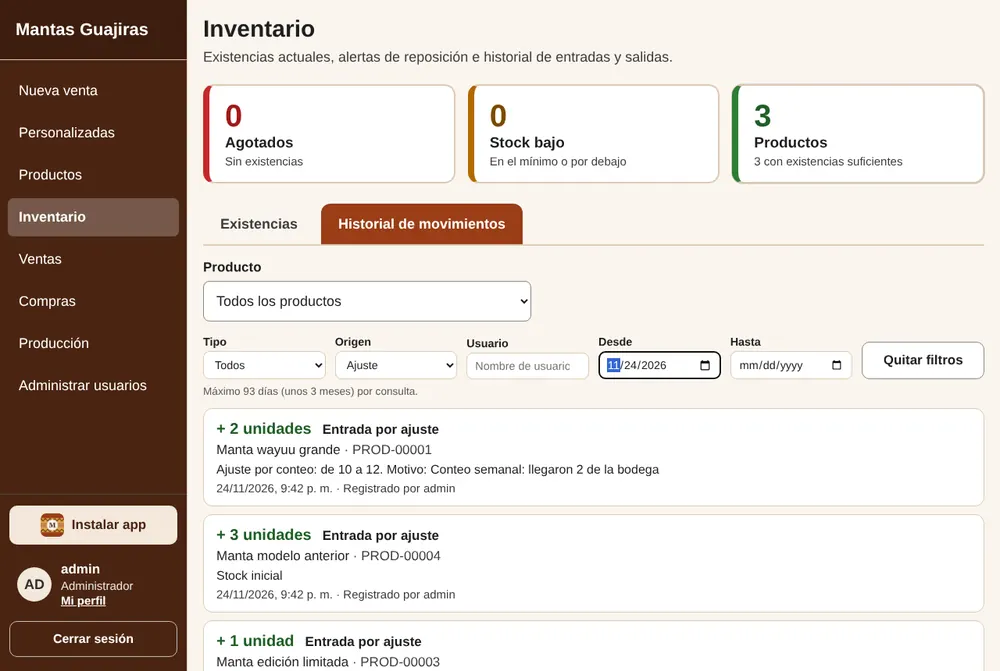 Mantas Guajiras
Nueva venta
Personalizadas
Productos
Inventario
Ventas
Compras
Producción
Administrar usuarios
M
Instalar app
AD
admin
Administrador
Mi perfil
Cerrar sesión
Inventario
Existencias actuales, alertas de reposición e historial de entradas y salidas.
0
Agotados
Sin existencias
0
Stock bajo
En el mínimo o por debajo
3
Productos
3 con existencias suficientes
Existencias
Historial de movimientos
Producto
Todos los productos
Tipo
Todos
Origen
Ajuste
Usuario
Nombre de usuaric
Desde
11/24/2026
Hasta
mm/dd/yyyy
Quitar filtros
Máximo 93 días (unos 3 meses) por consulta.
+ 2 unidades Entrada por ajuste
Manta wayuu grande · PROD-00001
Ajuste por conteo: de 10 a 12. Motivo: Conteo semanal: llegaron 2 de la bodega
24/11/2026, 9:42 p. m. · Registrado por admin
+ 3 unidades Entrada por ajuste
Manta modelo anterior · PROD-00004
Stock inicial
24/11/2026, 9:42 p. m. · Registrado por admin
+ 1 unidad Entrada por ajuste
Manta edición limitada · PROD-00003